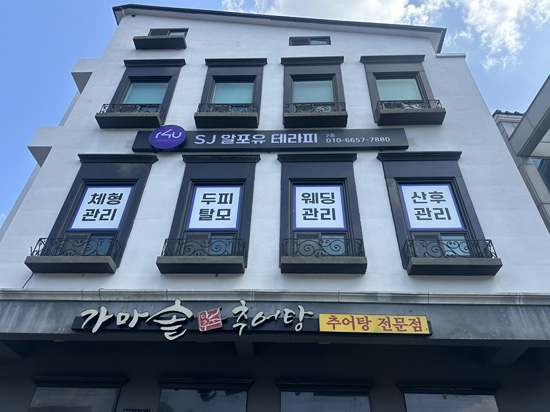 r4u
SJ 알포유 테라피
2층
010-6657-7880
체형
관리
두피
탈모
웨딩
관리
산후
관리
가마솥 추어탕
추어탕 전문점